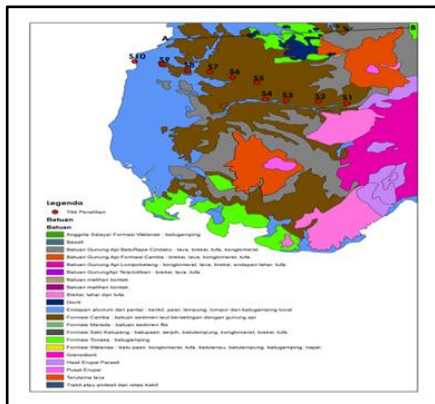 A
B
S10
S9
S8
S7
S6
S5
S4
S3
S2
S1
Legenda
Titik Penelitian
Batuan
Batuan
Anggota Selayar Formasi Walanae : batugamping
Basalt
Batuan Gunung Api Baturape-Cindako : lava, breksi, tufa, konglomerat
Batuan Gunung Api Formasi Camba : breksi, lava, konglomerat, tufa
Batuan Gunung Api Lompobatang : konglomerat, lava, breksi, endapan lahar, tufa
Batuan Gunung Api Terpropilitkan : breksi, lava, tufa
Batuan melihan kontak
Batuan melihan kontak
Breksi, lahar dan tufa
Diorit
Endapan aluvium dan pantai : kerikil, pasir, lempung, lumpur dan batugamping koral
Formasi Camba : batuan sedimen laut berselingan dengan gunung api
Formasi Marada : batuan sedimen flis
Formasi Salo Kalupang : batupasir, serpih, batulempung, konglomerat, breksi, tufa
Formasi Tonasa : batugamping
Formasi Walanae : batu pasir, konglomerat, tufa, batulanau, batulempung, batugamping, napal
Granodiorit
Hasil Erupsi Parasit
Pusat Erupsi
Terutama lava
Trakit atau andesit dan retas trakit